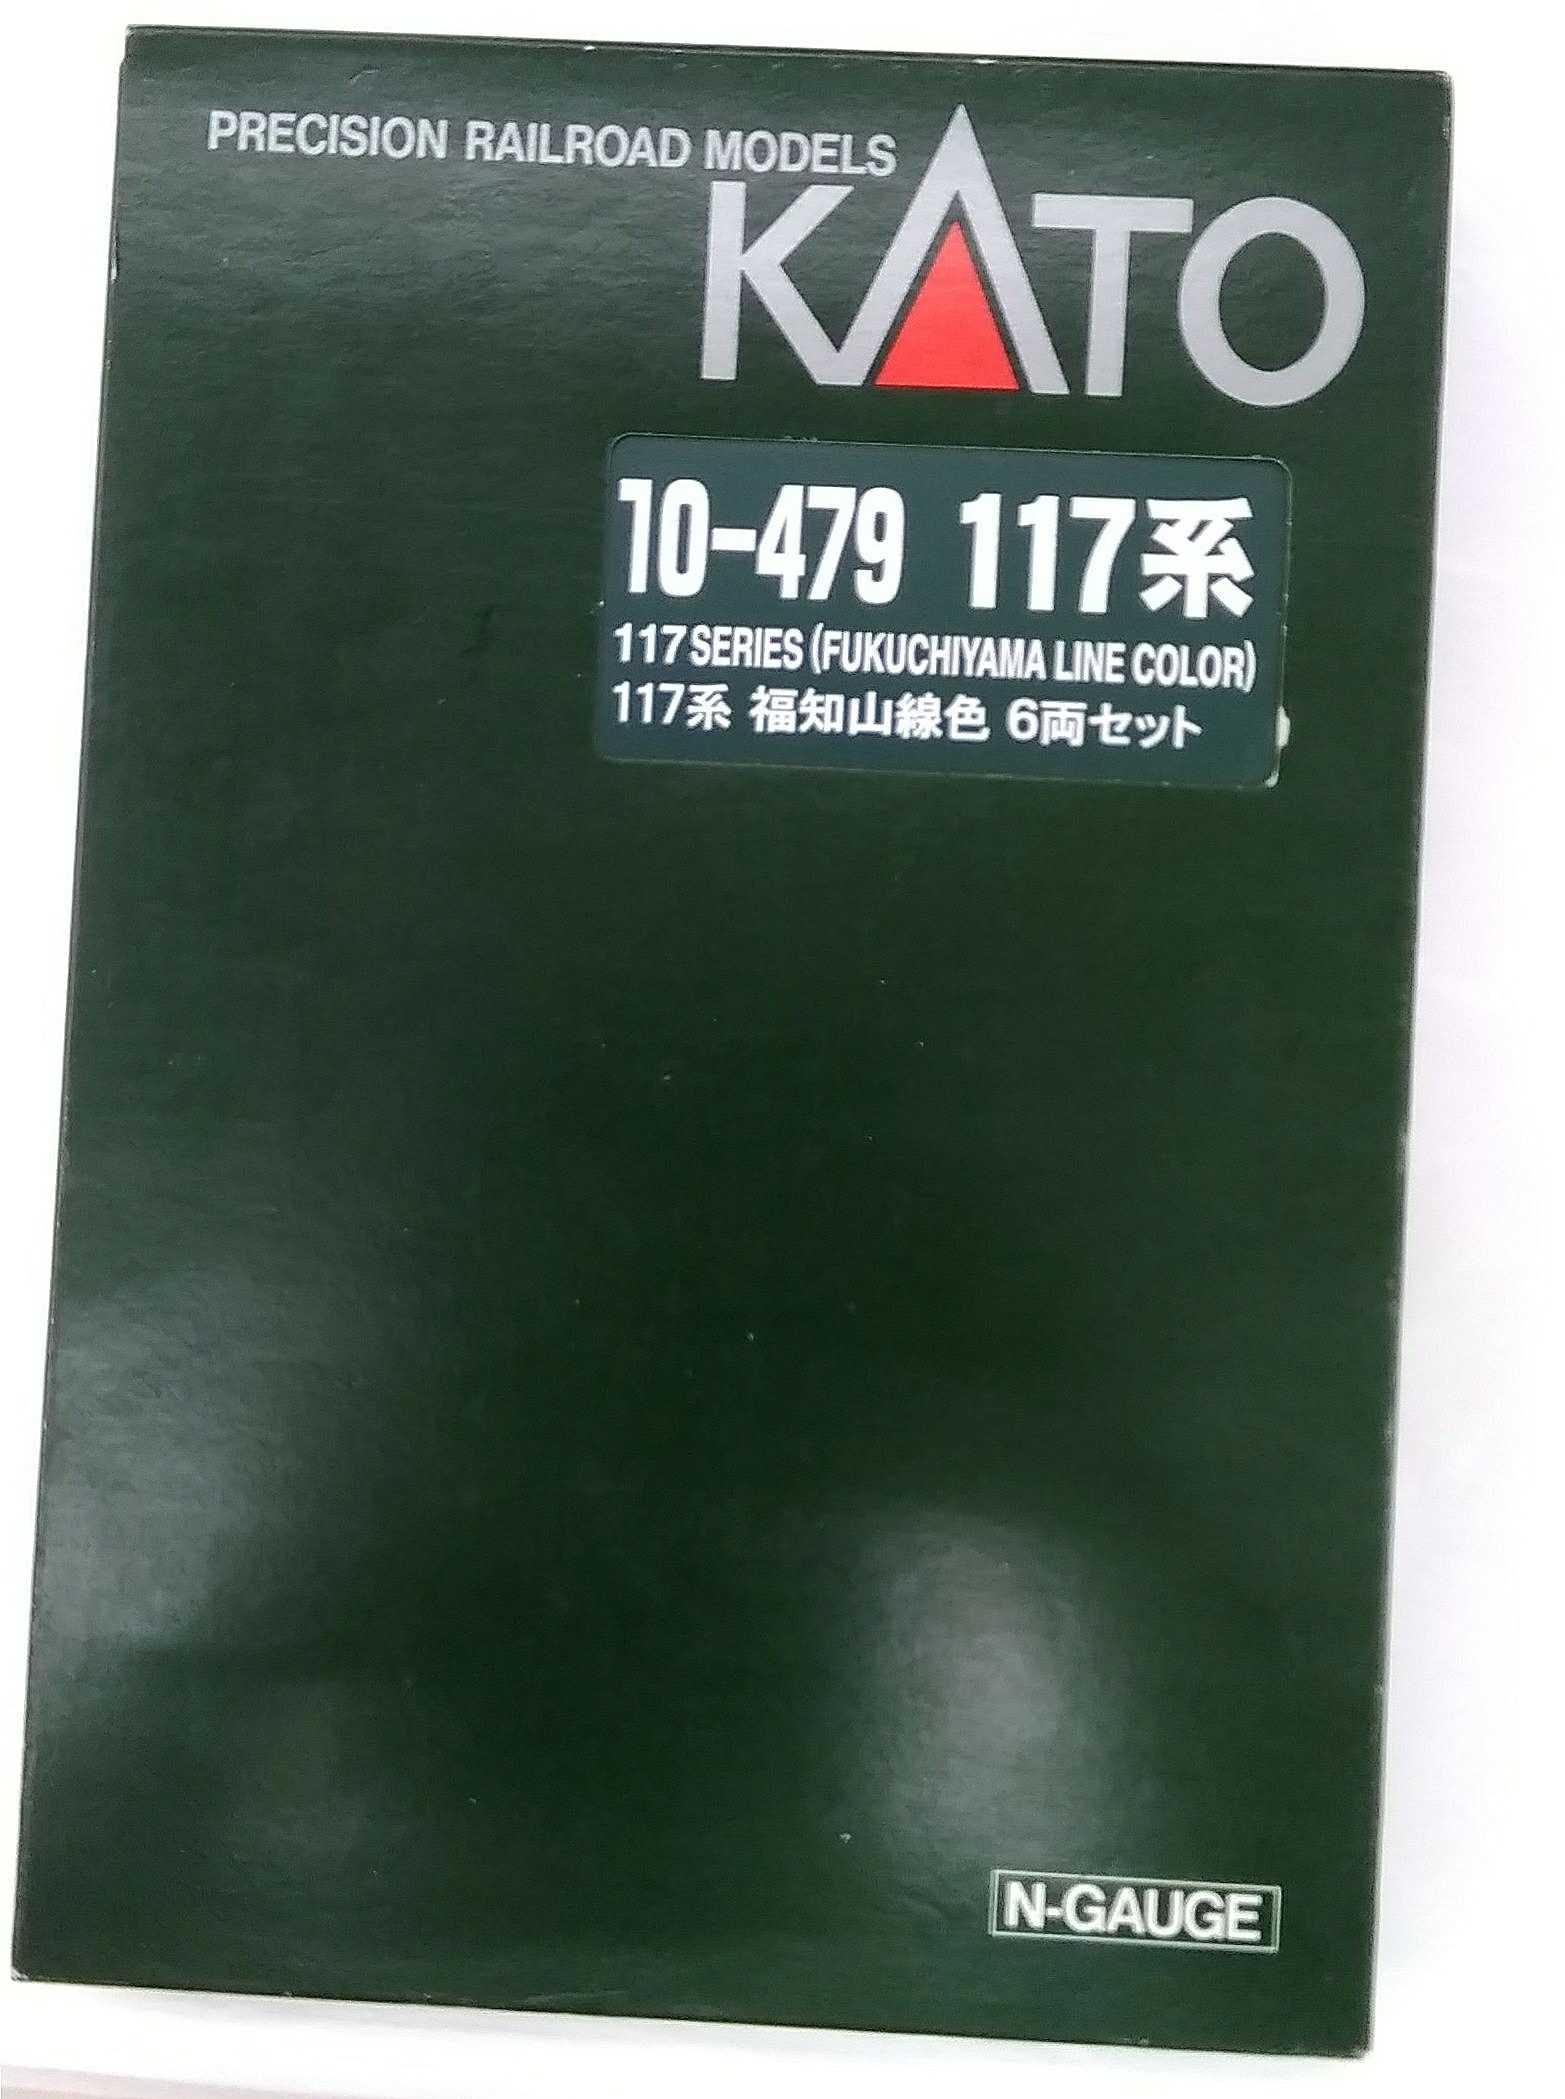 PRECISION RAILROAD MODELS
KATO
10-479 117系
117 SERIES (FUKUCHIYAMA LINE COLOR)
117系 福知山線色 6両セット
N-GAUGE